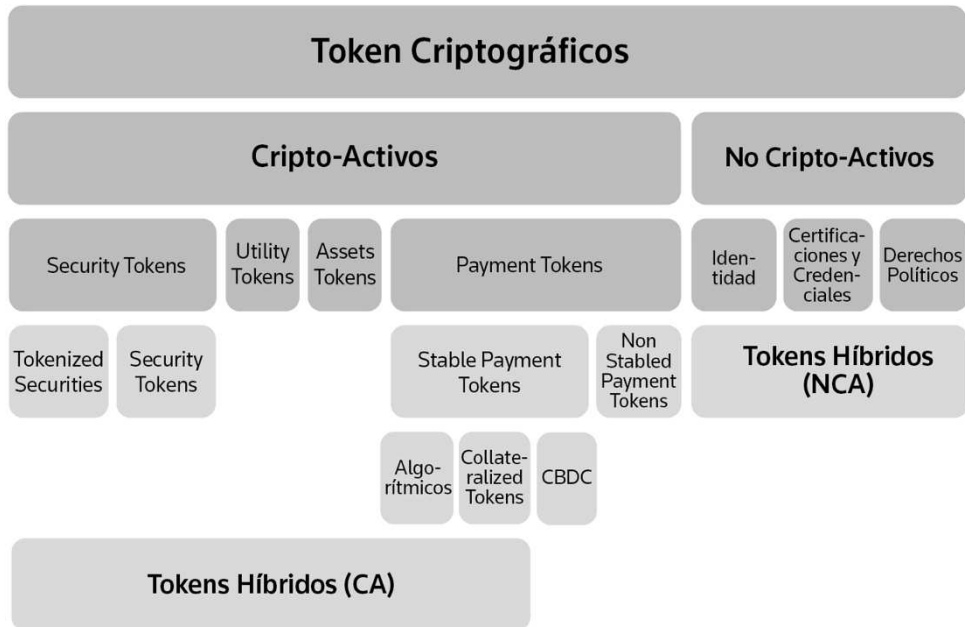 Token Criptográficos
Cripto-Activos
No Cripto-Activos
Security Tokens
Utility
Tokens
Assets
Tokens
Payment Tokens
Iden-
tidad
Certifica-
ciones y
Creden-
ciales
Derechos
Políticos
Tokenized
Securities
Security
Tokens
Stable Payment
Tokens
Non
Stabled
Payment
Tokens
Tokens Híbridos
(NCA)
Algo-
rítmicos
Collate-
ralized
Tokens
CBDC
Tokens Híbridos (CA)